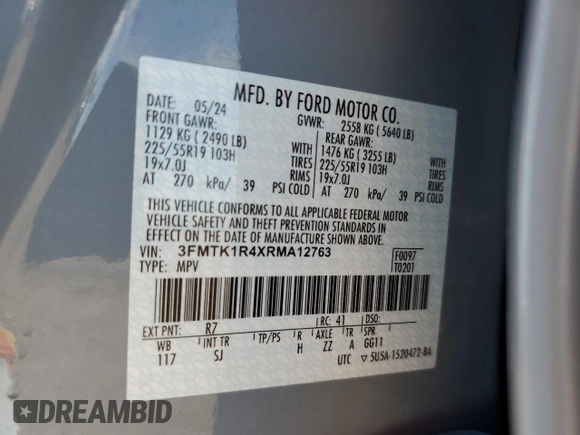 MFD. BY FORD MOTOR CO.
DATE: 05/24 GVWR: 2558 KG ( 5640 LB)
FRONT GAWR: REAR GAWR:
1129 KG ( 2490 LB) WITH 1476 KG ( 3255 LB) WITH
225/55R19 103H TIRES 225/55R19 103H TIRES
19x7.0J RIMS 19x7.0J RIMS
AT 270 kPa/ 39 PSI COLD AT 270 kPa/ 39 PSI COLD
THIS VEHICLE CONFORMS TO ALL APPLICABLE FEDERAL MOTOR
VEHICLE SAFETY AND THEFT PREVENTION STANDARDS IN
EFFECT ON THE DATE OF MANUFACTURE SHOWN ABOVE.
VIN: 3FMTK1R4XRMA12763 F0097
TYPE: MPV T0201
EXT PNT: R7 RC: 41 DSO:
WB INT TR TP/PS R AXLE TR SPR
117 SJ H ZZ A GG11
UTC ▽ 5U5A-1520472-BA
DREAMBID